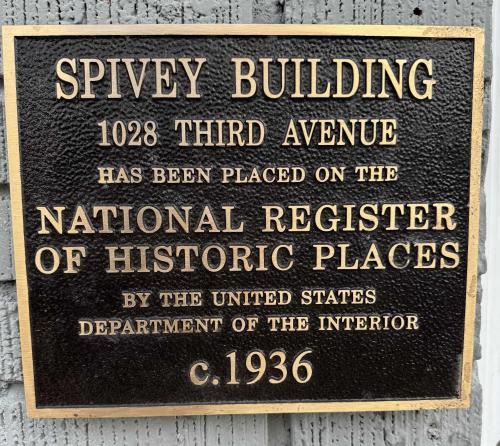 SPIVEY BUILDING
1028 THIRD AVENUE
HAS BEEN PLACED ON THE
NATIONAL REGISTER
OF HISTORIC PLACES
BY THE UNITED STATES
DEPARTMENT OF THE INTERIOR
c.1936